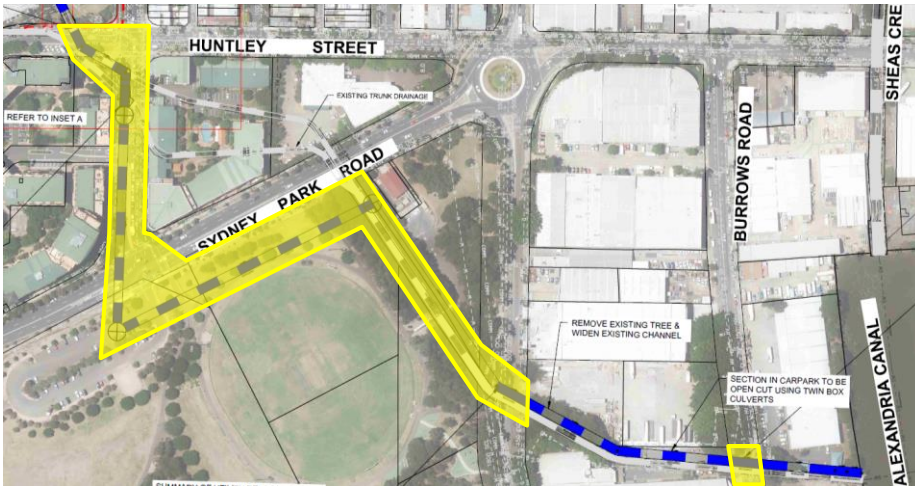 HUNTLEY STREET
SHEAS CRE
EXISTING TRUNK DRAINAGE
REFER TO INSET A
SYDNEY PARK ROAD
BURROWS ROAD
REMOVE EXISTING TREE &
WIDEN EXISTING CHANNEL
SECTION IN CARPARK TO BE
OPEN CUT USING TWIN BOX
CULVERTS
ALEXANDRIA CANAL